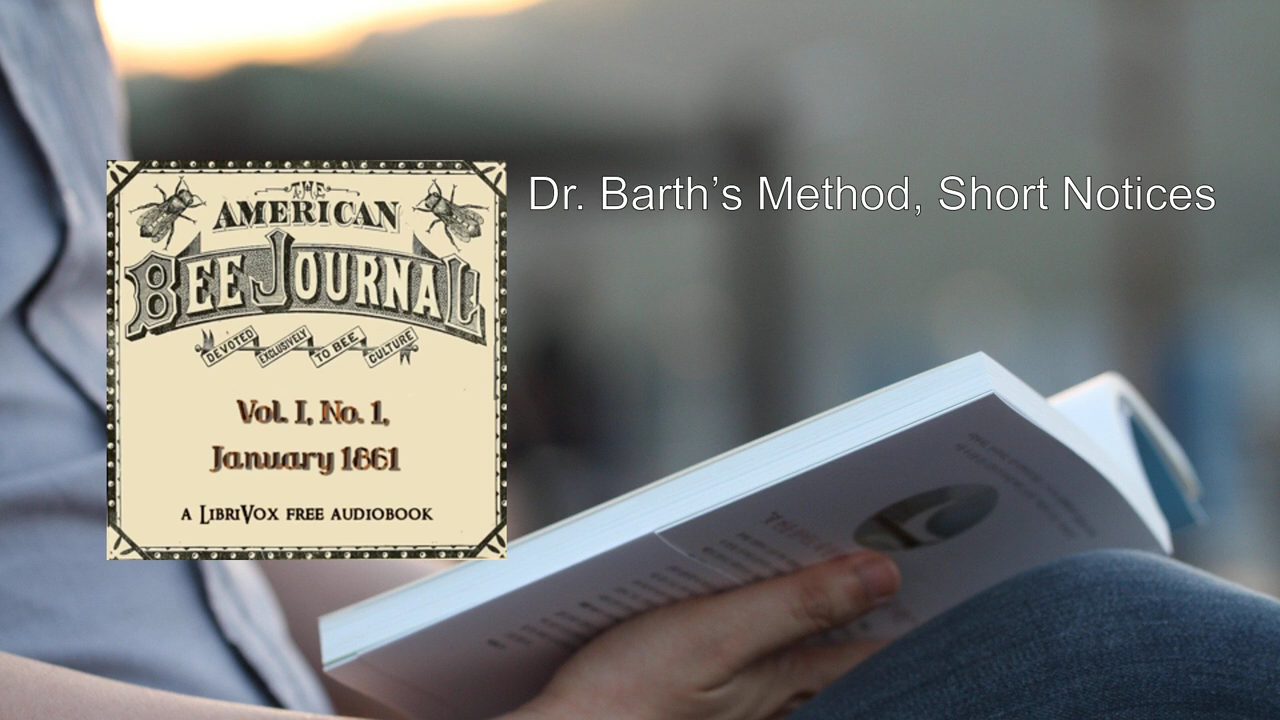 Dr. Barth’s Method, Short Notices
THE
AMERICAN
BEE JOURNAL
DEVOTED EXCLUSIVELY TO BEE CULTURE
Vol. I, No. 1,
January 1861
A LIBRIVOX FREE AUDIOBOOK